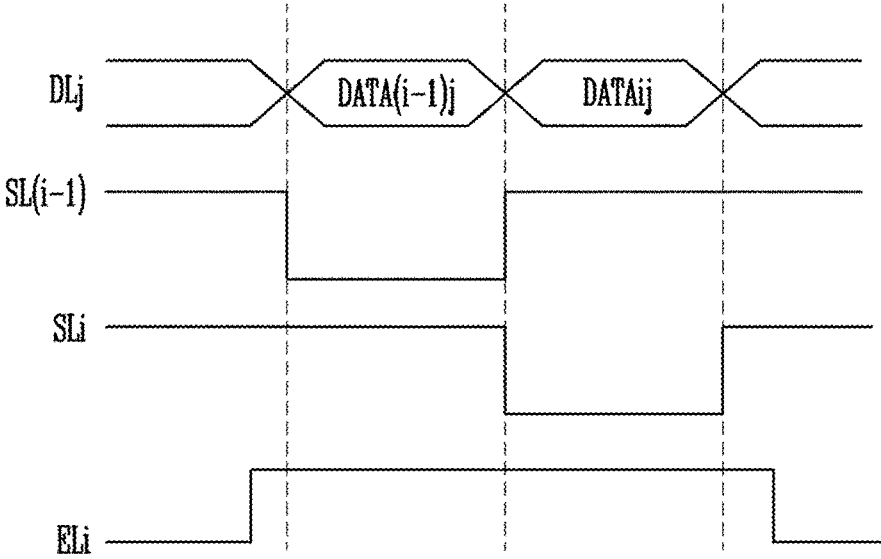 DLj
DATA(i-1)j
DATAij
SL(i-1)
SLi
ELi